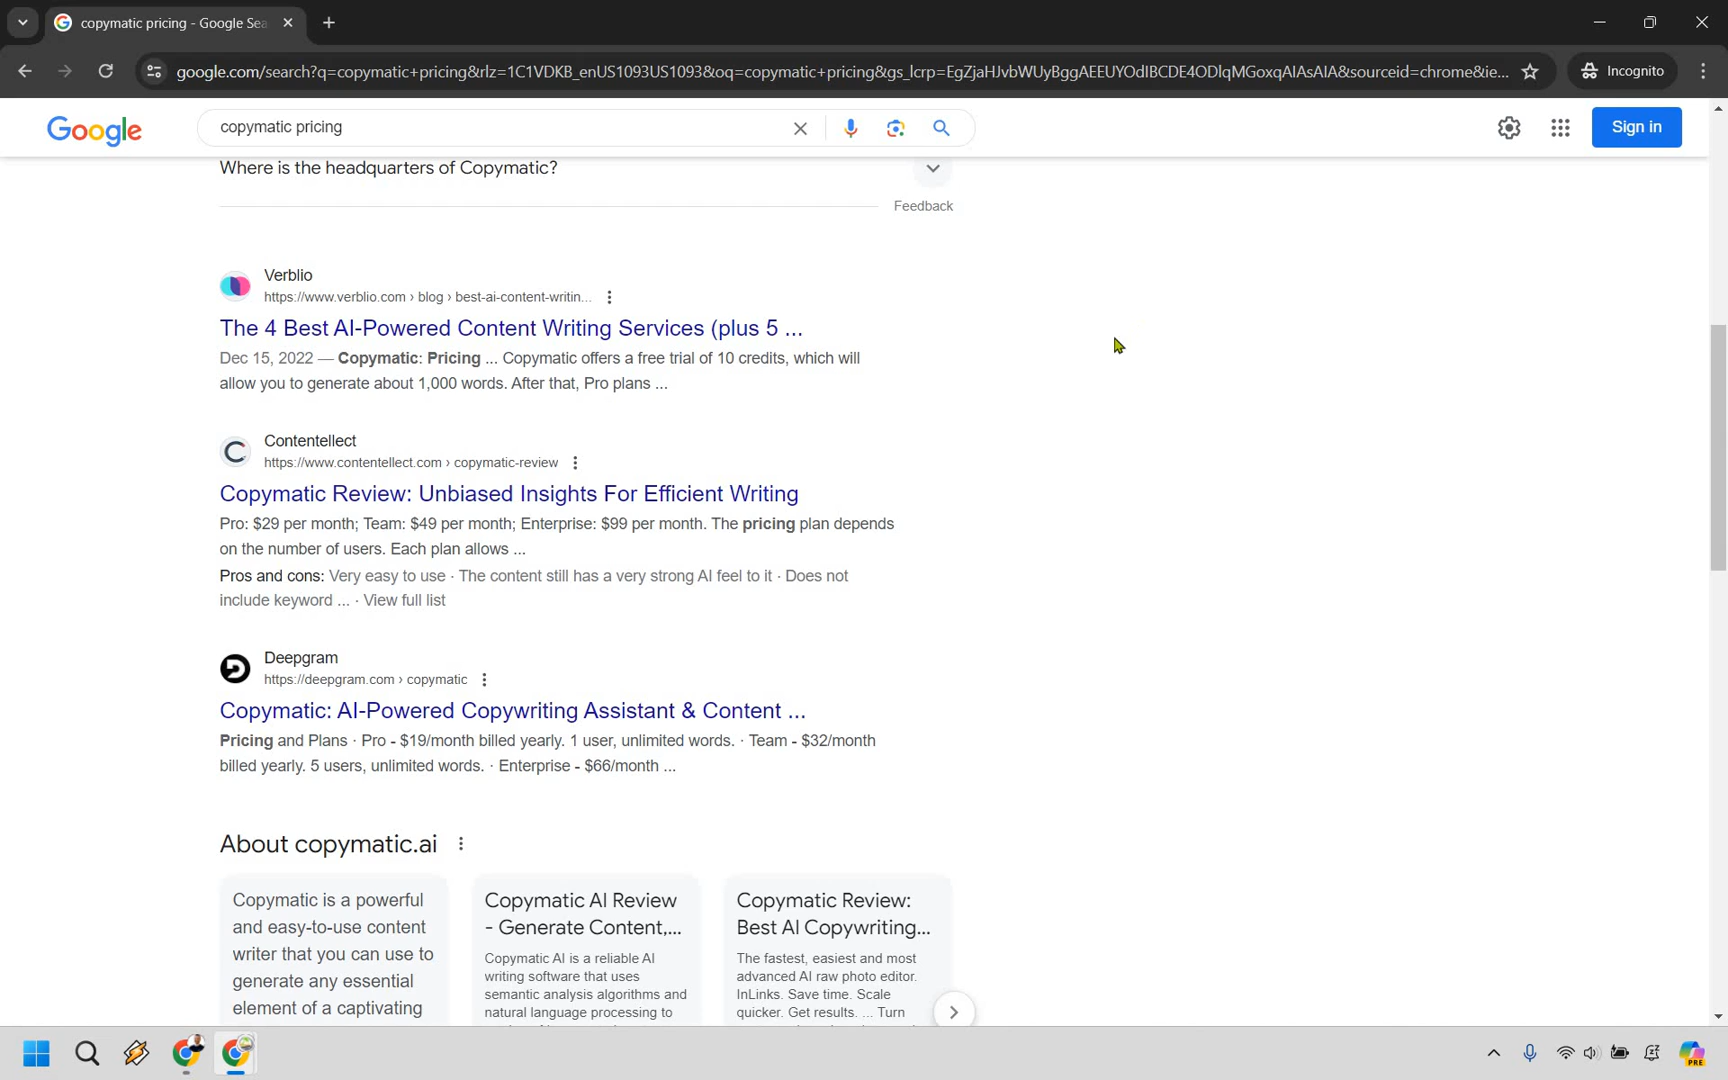 copymatic pricing - Google Sea
google.com/search?q=copymatic+pricing&rlz=1C1VDKB_enUS1093US1093&oq=copymatic+pricing&gs_lcrp=EgZjaHJvbWUyBggAEEUYOdIBCDE4ODlqMGoxqAIAsAIA&sourceid=chrome&ie...
Incognito
Google
copymatic pricing
Sign in
Where is the headquarters of Copymatic?
Feedback
Verblio
https://www.verblio.com › blog › best-ai-content-writin...
The 4 Best AI-Powered Content Writing Services (plus 5 ...
Dec 15, 2022 — Copymatic: Pricing ... Copymatic offers a free trial of 10 credits, which will
allow you to generate about 1,000 words. After that, Pro plans ...
Contentellect
https://www.contentellect.com › copymatic-review
Copymatic Review: Unbiased Insights For Efficient Writing
Pro: $29 per month; Team: $49 per month; Enterprise: $99 per month. The pricing plan depends
on the number of users. Each plan allows ...
Pros and cons: Very easy to use · The content still has a very strong AI feel to it · Does not
include keyword ... · View full list
Deepgram
https://deepgram.com › copymatic
Copymatic: AI-Powered Copywriting Assistant & Content ...
Pricing and Plans · Pro - $19/month billed yearly. 1 user, unlimited words. · Team - $32/month
billed yearly. 5 users, unlimited words. · Enterprise - $66/month ...
About copymatic.ai
Copymatic is a powerful
and easy-to-use content
writer that you can use to
generate any essential
element of a captivating
Copymatic AI Review
- Generate Content,...
Copymatic AI is a reliable AI
writing software that uses
semantic analysis algorithms and
natural language processing to
Copymatic Review:
Best AI Copywriting...
The fastest, easiest and most
advanced AI raw photo editor.
InLinks. Save time. Scale
quicker. Get results. ... Turn
PRE